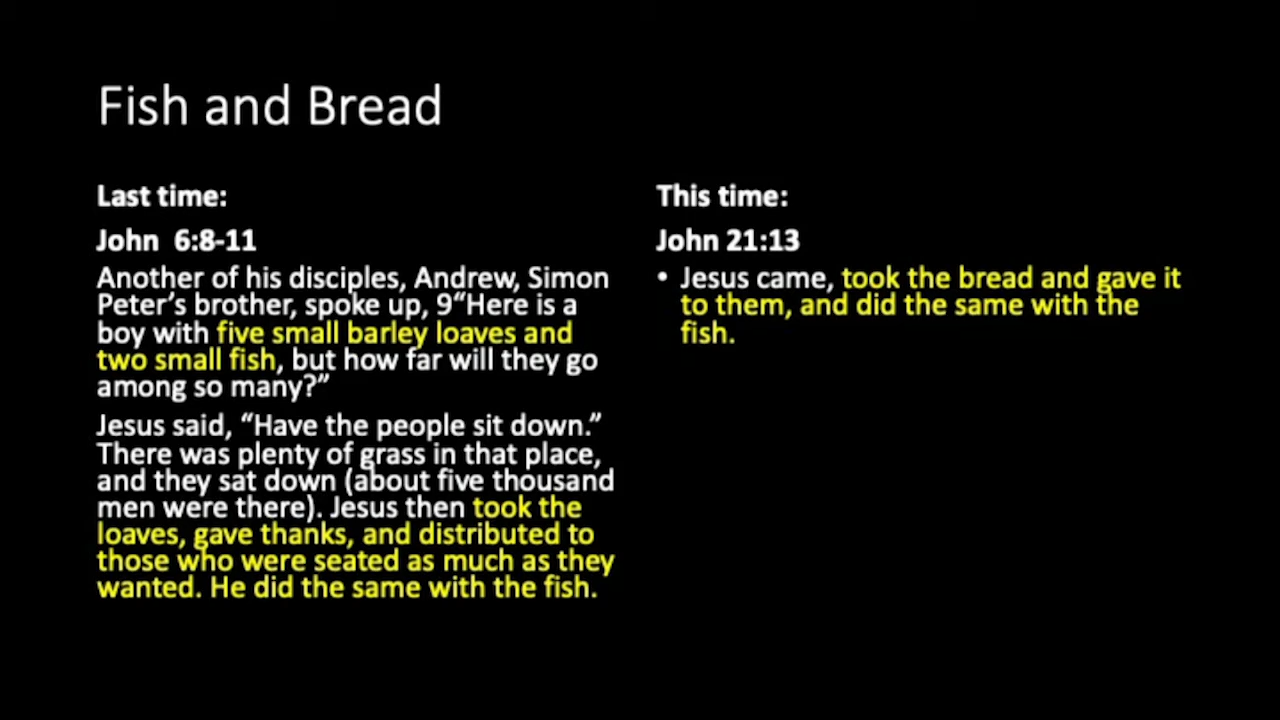 Fish and Bread
Last time:
John  6:8-11
Another of his disciples, Andrew, Simon
Peter’s brother, spoke up, 9“Here is a
boy with five small barley loaves and
two small fish, but how far will they go
among so many?”
Jesus said, “Have the people sit down.”
There was plenty of grass in that place,
and they sat down (about five thousand
men were there). Jesus then took the
loaves, gave thanks, and distributed to
those who were seated as much as they
wanted. He did the same with the fish.
This time:
John 21:13
• Jesus came, took the bread and gave it
to them, and did the same with the
fish.